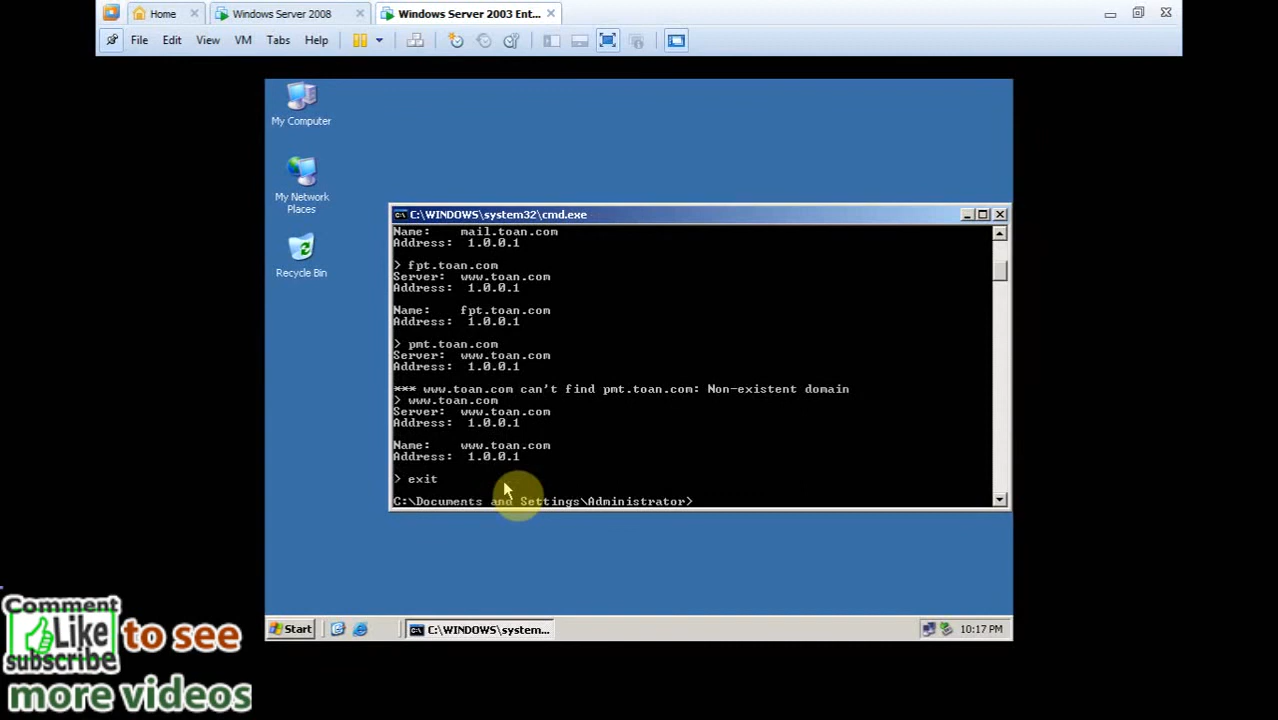 Home
Windows Server 2008
Windows Server 2003 Ent...
File Edit View VM Tabs Help
My Computer
My Network
Places
Recycle Bin
C:\WINDOWS\system32\cmd.exe
Name: mail.toan.com
Address: 1.0.0.1
> fpt.toan.com
Server: www.toan.com
Address: 1.0.0.1
Name: fpt.toan.com
Address: 1.0.0.1
> pmt.toan.com
Server: www.toan.com
Address: 1.0.0.1
*** www.toan.com can't find pmt.toan.com: Non-existent domain
> www.toan.com
Server: www.toan.com
Address: 1.0.0.1
Name: www.toan.com
Address: 1.0.0.1
> exit
C:\Documents and Settings\Administrator>
Start
C:\WINDOWS\system...
10:17 PM
Comment
Like to see
subscribe
more videos